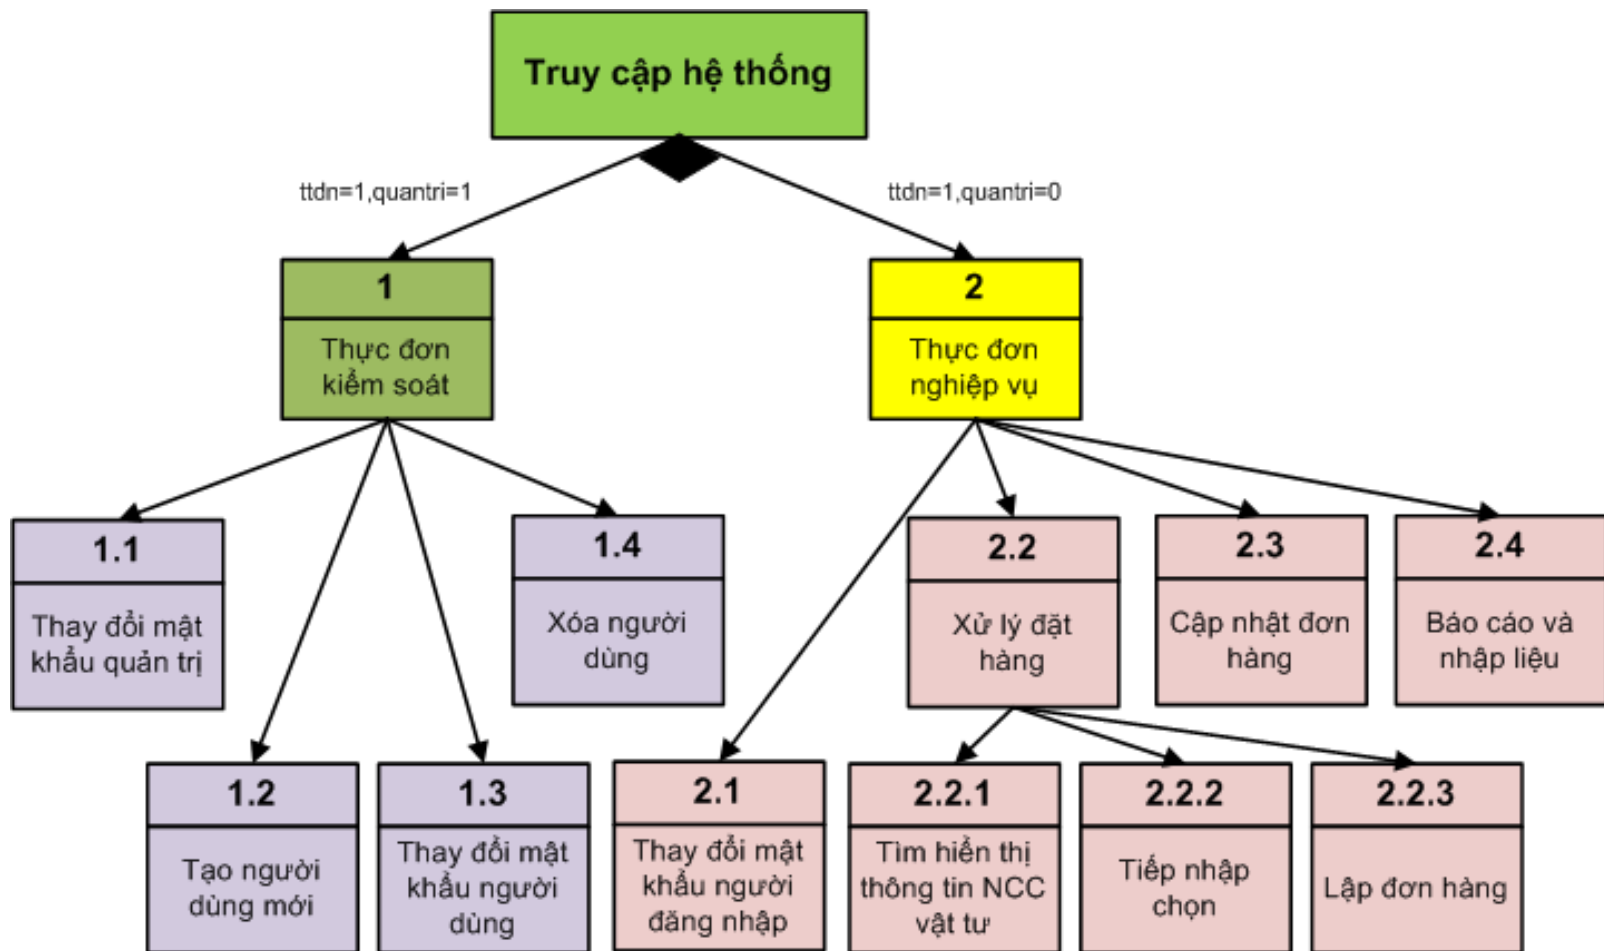 Truy cập hệ thống
ttdn=1,quantri=1
ttdn=1,quantri=0
1
Thực đơn
kiểm soát
2
Thực đơn
nghiệp vụ
1.1
Thay đổi mật
khẩu quản trị
1.4
Xóa người
dùng
2.2
Xử lý đặt
hàng
2.3
Cập nhật đơn
hàng
2.4
Báo cáo và
nhập liệu
1.2
Tạo người
dùng mới
1.3
Thay đổi mật
khẩu người
dùng
2.1
Thay đổi mật
khẩu người
đăng nhập
2.2.1
Tìm hiển thị
thông tin NCC
vật tư
2.2.2
Tiếp nhập
chọn
2.2.3
Lập đơn hàng